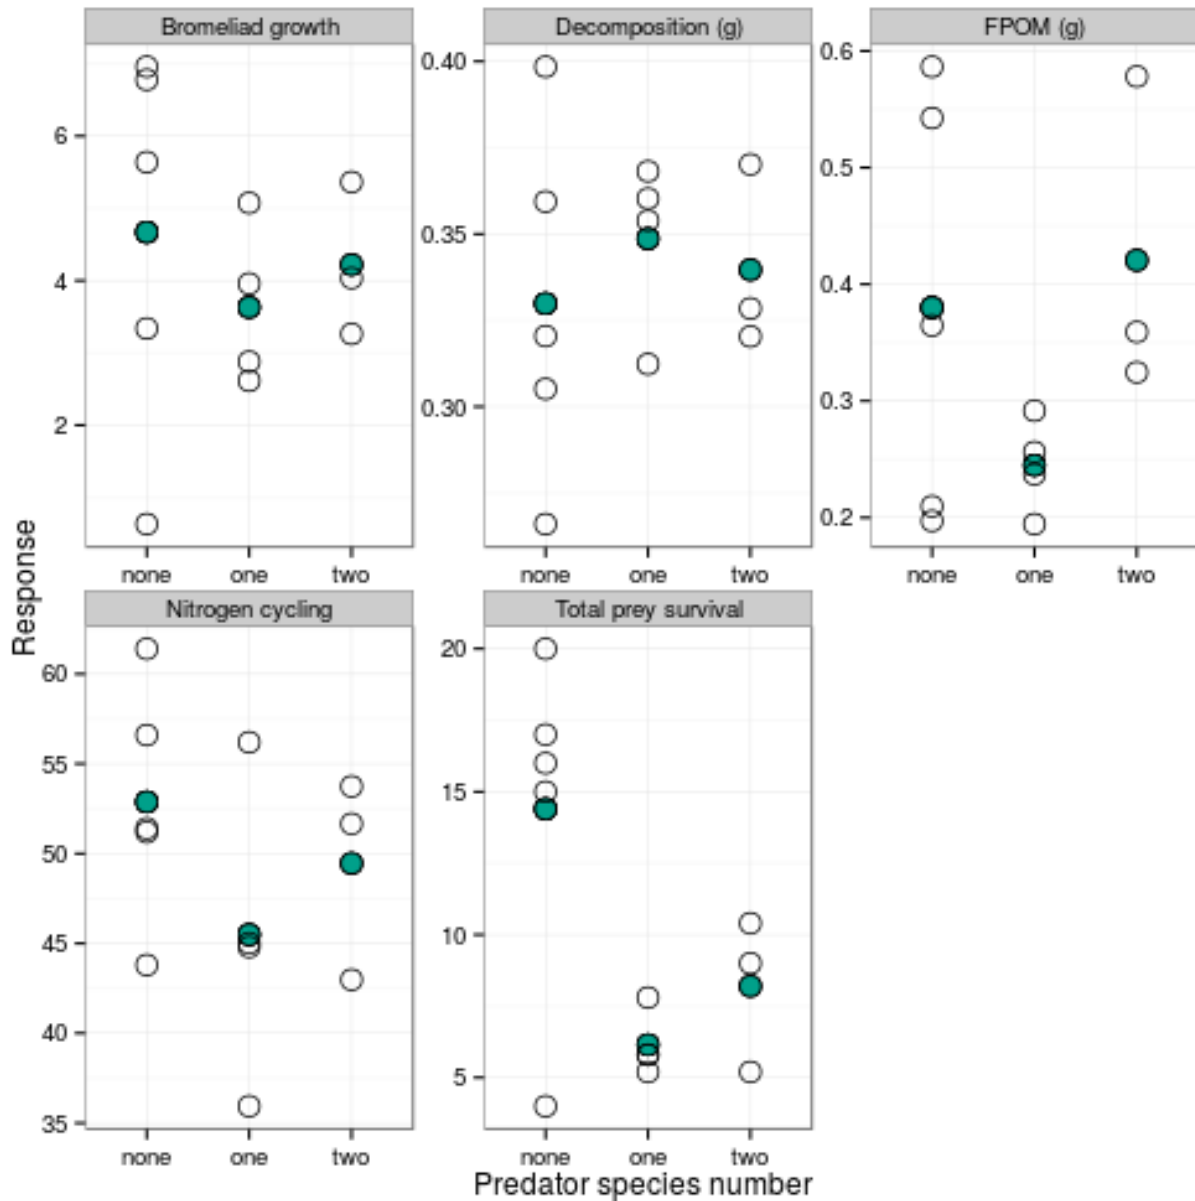 Bromeliad growth
Decomposition (g)
FPOM (g)
6
4
2
0.40
0.35
0.30
0.6
0.5
0.4
0.3
0.2
none one two
none one two
none one two
Response
Nitrogen cycling
Total prey survival
60
55
50
45
40
35
20
15
10
5
none one two
none one two
Predator species number